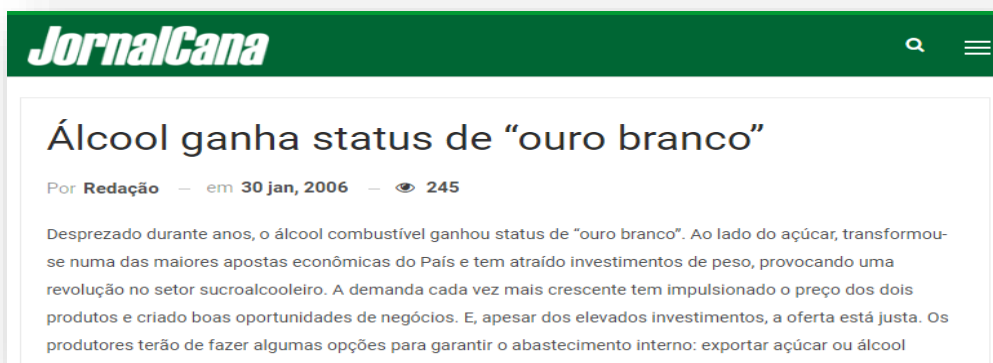 JornalCana
Álcool ganha status de “ouro branco”
Por Redação — em 30 jan, 2006 — 245
Desprezado durante anos, o álcool combustível ganhou status de “ouro branco”. Ao lado do açúcar, transformou-
se numa das maiores apostas econômicas do País e tem atraído investimentos de peso, provocando uma
revolução no setor sucroalcooleiro. A demanda cada vez mais crescente tem impulsionado o preço dos dois
produtos e criado boas oportunidades de negócios. E, apesar dos elevados investimentos, a oferta está justa. Os
produtores terão de fazer algumas opções para garantir o abastecimento interno: exportar açúcar ou álcool